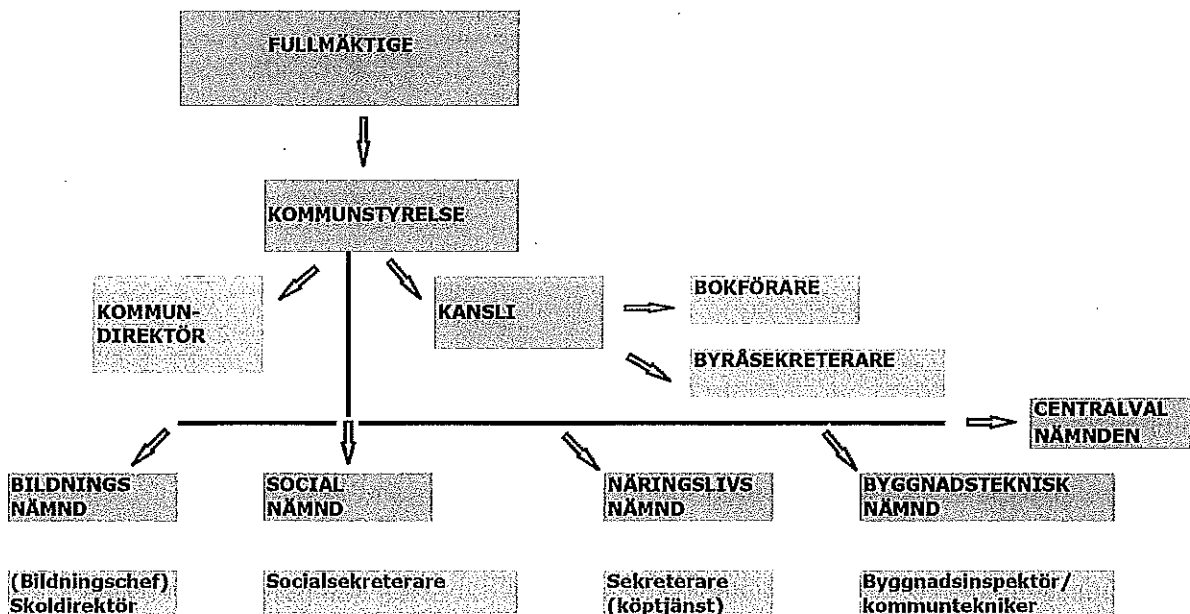 FULLMÄKTIGE
KOMMUNSTYRELSE
KOMMUN-
DIREKTÖR
KANSLI
BOKFÖRARE
BYRÅSEKRETERARE
CENTRALVAL
NÄMNDEN
BILDNINGS
NÄMND
SOCIAL
NÄMND
NÄRINGSLIVS
NÄMND
BYGGNADSTEKNISK
NÄMND
(Bildningschef)
Skoldirektör
Socialsekreterare
Sekreterare
(köptjänst)
Byggnadsinspektör/
kommuntekniker